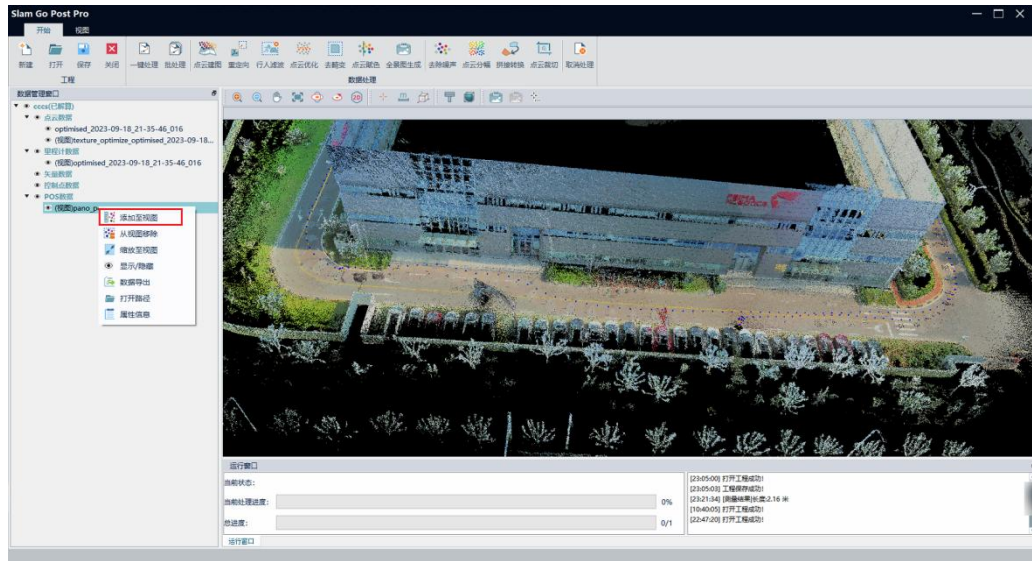 Slam Go Post Pro
开始 视图
新建 打开 保存 关闭 一键处理 批处理 点云建图 重定向 行人滤波 点云优化 去畸变 点云赋色 全景图生成 去除噪声 点云分幅 拼接转换 点云裁切 取消处理
工程 数据处理
数据管理窗口
cccs(已解算)
点云数据
optimised_2023-09-18_21-35-46_016
(视图)texture_optimize_optimised_2023-09-18...
里程计数据
(视图)optimised_2023-09-18_21-35-46_016
矢量数据
控制点数据
POS数据
(视图)pano_p
添加至视图
从视图移除
缩放至视图
显示/隐藏
数据导出
打开路径
属性信息
2D
运行窗口
当前状态:
当前处理进度: 0%
总进度: 0/1
[23:05:00] 打开工程成功!
[23:05:03] 工程保存成功!
[23:21:34] [测量结果]长度:2.16 米
[10:40:05] 打开工程成功!
[22:47:20] 打开工程成功!
运行窗口